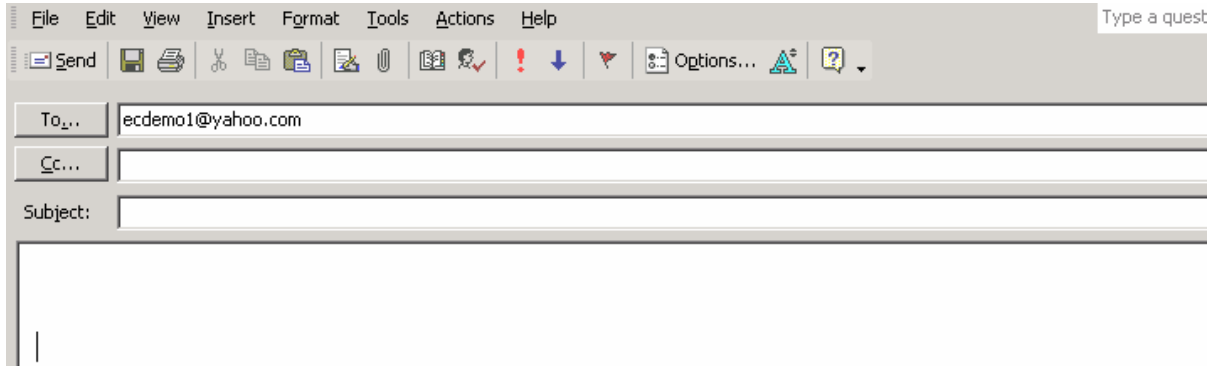 File Edit View Insert Format Tools Actions Help Type a quest
Send Options...
To... ecdemo1@yahoo.com
Cc...
Subject: